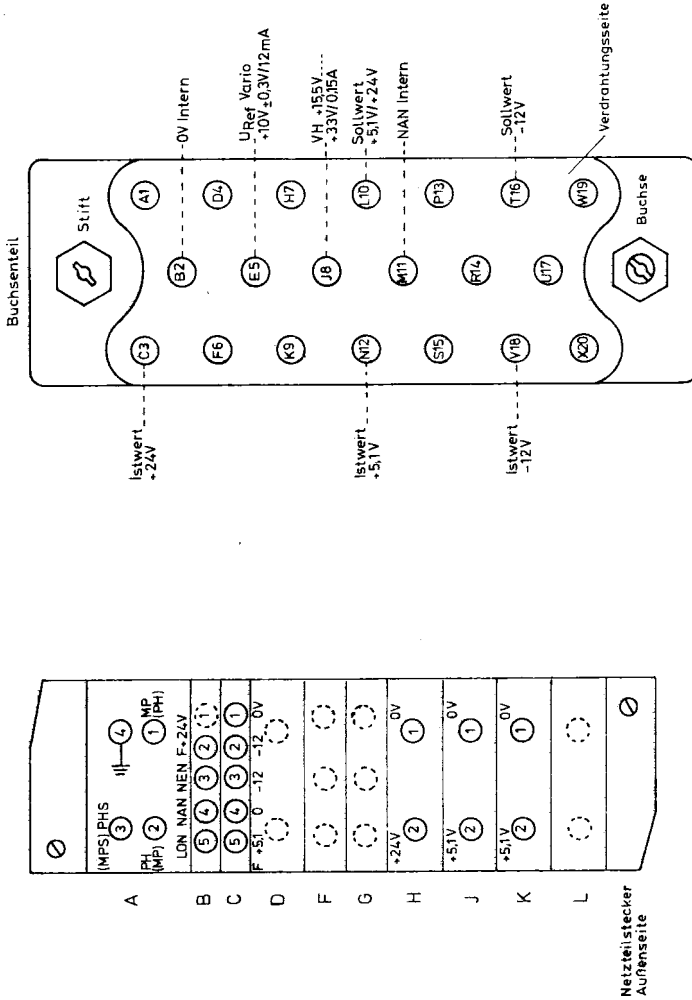 Buchsenteil
Stift
A1
B2
C3
D4
E5
F6
H7
J8
K9
L10
M11
N12
P13
R14
S15
T16
U17
V18
W19
X20
Buchse
0V Intern
URef Vario
+10V ±0,3V/12mA
VH +15,5V
+33V/0,15A
Sollwert
+5,1V/+24V
NAN Intern
Sollwert
-12V
Verdrahtungsseite
Istwert
+24V
Istwert
+5,1V
Istwert
-12V
A
(MPS) PHS
3
4
PH
(MP)
2
1
MP
(PH)
LON NAN NEN F+24V
B
5 4 3 2 1
C
5 4 3 2 1
F +5,1 0 -12 -12 0V
D
F
G
H
+24V
2
0V
1
J
+5,1V
2
0V
1
K
+5,1V
2
0V
1
L
Netzteilstecker
Außenseite